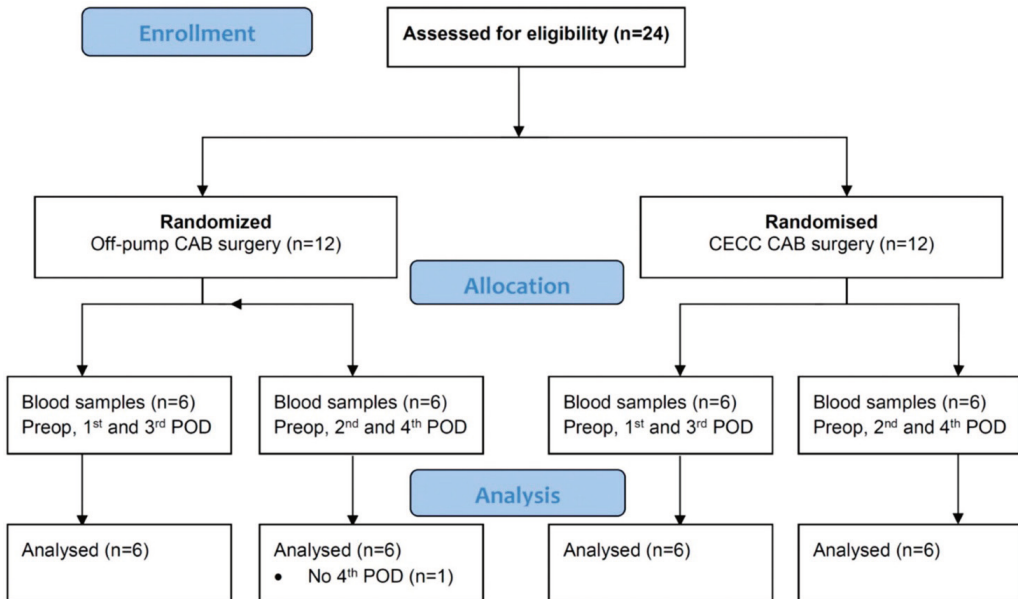 Enrollment
Assessed for eligibility (n=24)
Randomized
Off-pump CAB surgery (n=12)
Randomised
CECC CAB surgery (n=12)
Allocation
Blood samples (n=6)
Preop, 1st and 3rd POD
Blood samples (n=6)
Preop, 2nd and 4th POD
Blood samples (n=6)
Preop, 1st and 3rd POD
Blood samples (n=6)
Preop, 2nd and 4th POD
Analysis
Analysed (n=6)
Analysed (n=6)
• No 4th POD (n=1)
Analysed (n=6)
Analysed (n=6)